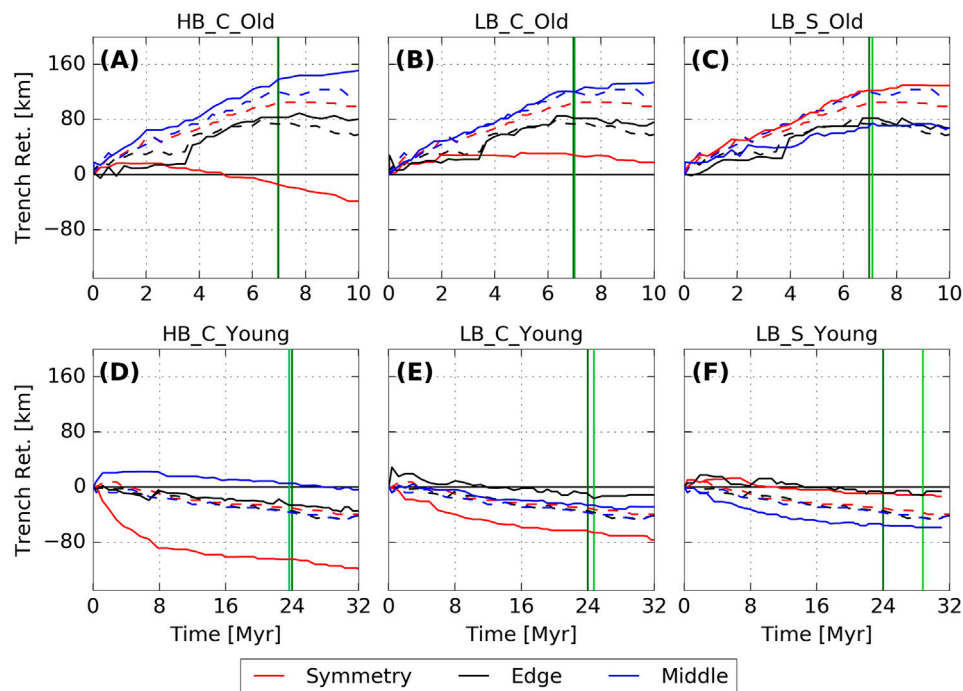 HB_C_Old LB_C_Old LB_S_Old
(A) (B) (C)
Trench Ret. [km]
160
80
0
−80
0 2 4 6 8 10 0 2 4 6 8 10 0 2 4 6 8 10
HB_C_Young LB_C_Young LB_S_Young
(D) (E) (F)
Trench Ret. [km]
160
80
0
−80
0 8 16 24 32 0 8 16 24 32 0 8 16 24 32
Time [Myr] Time [Myr] Time [Myr]
Symmetry Edge Middle